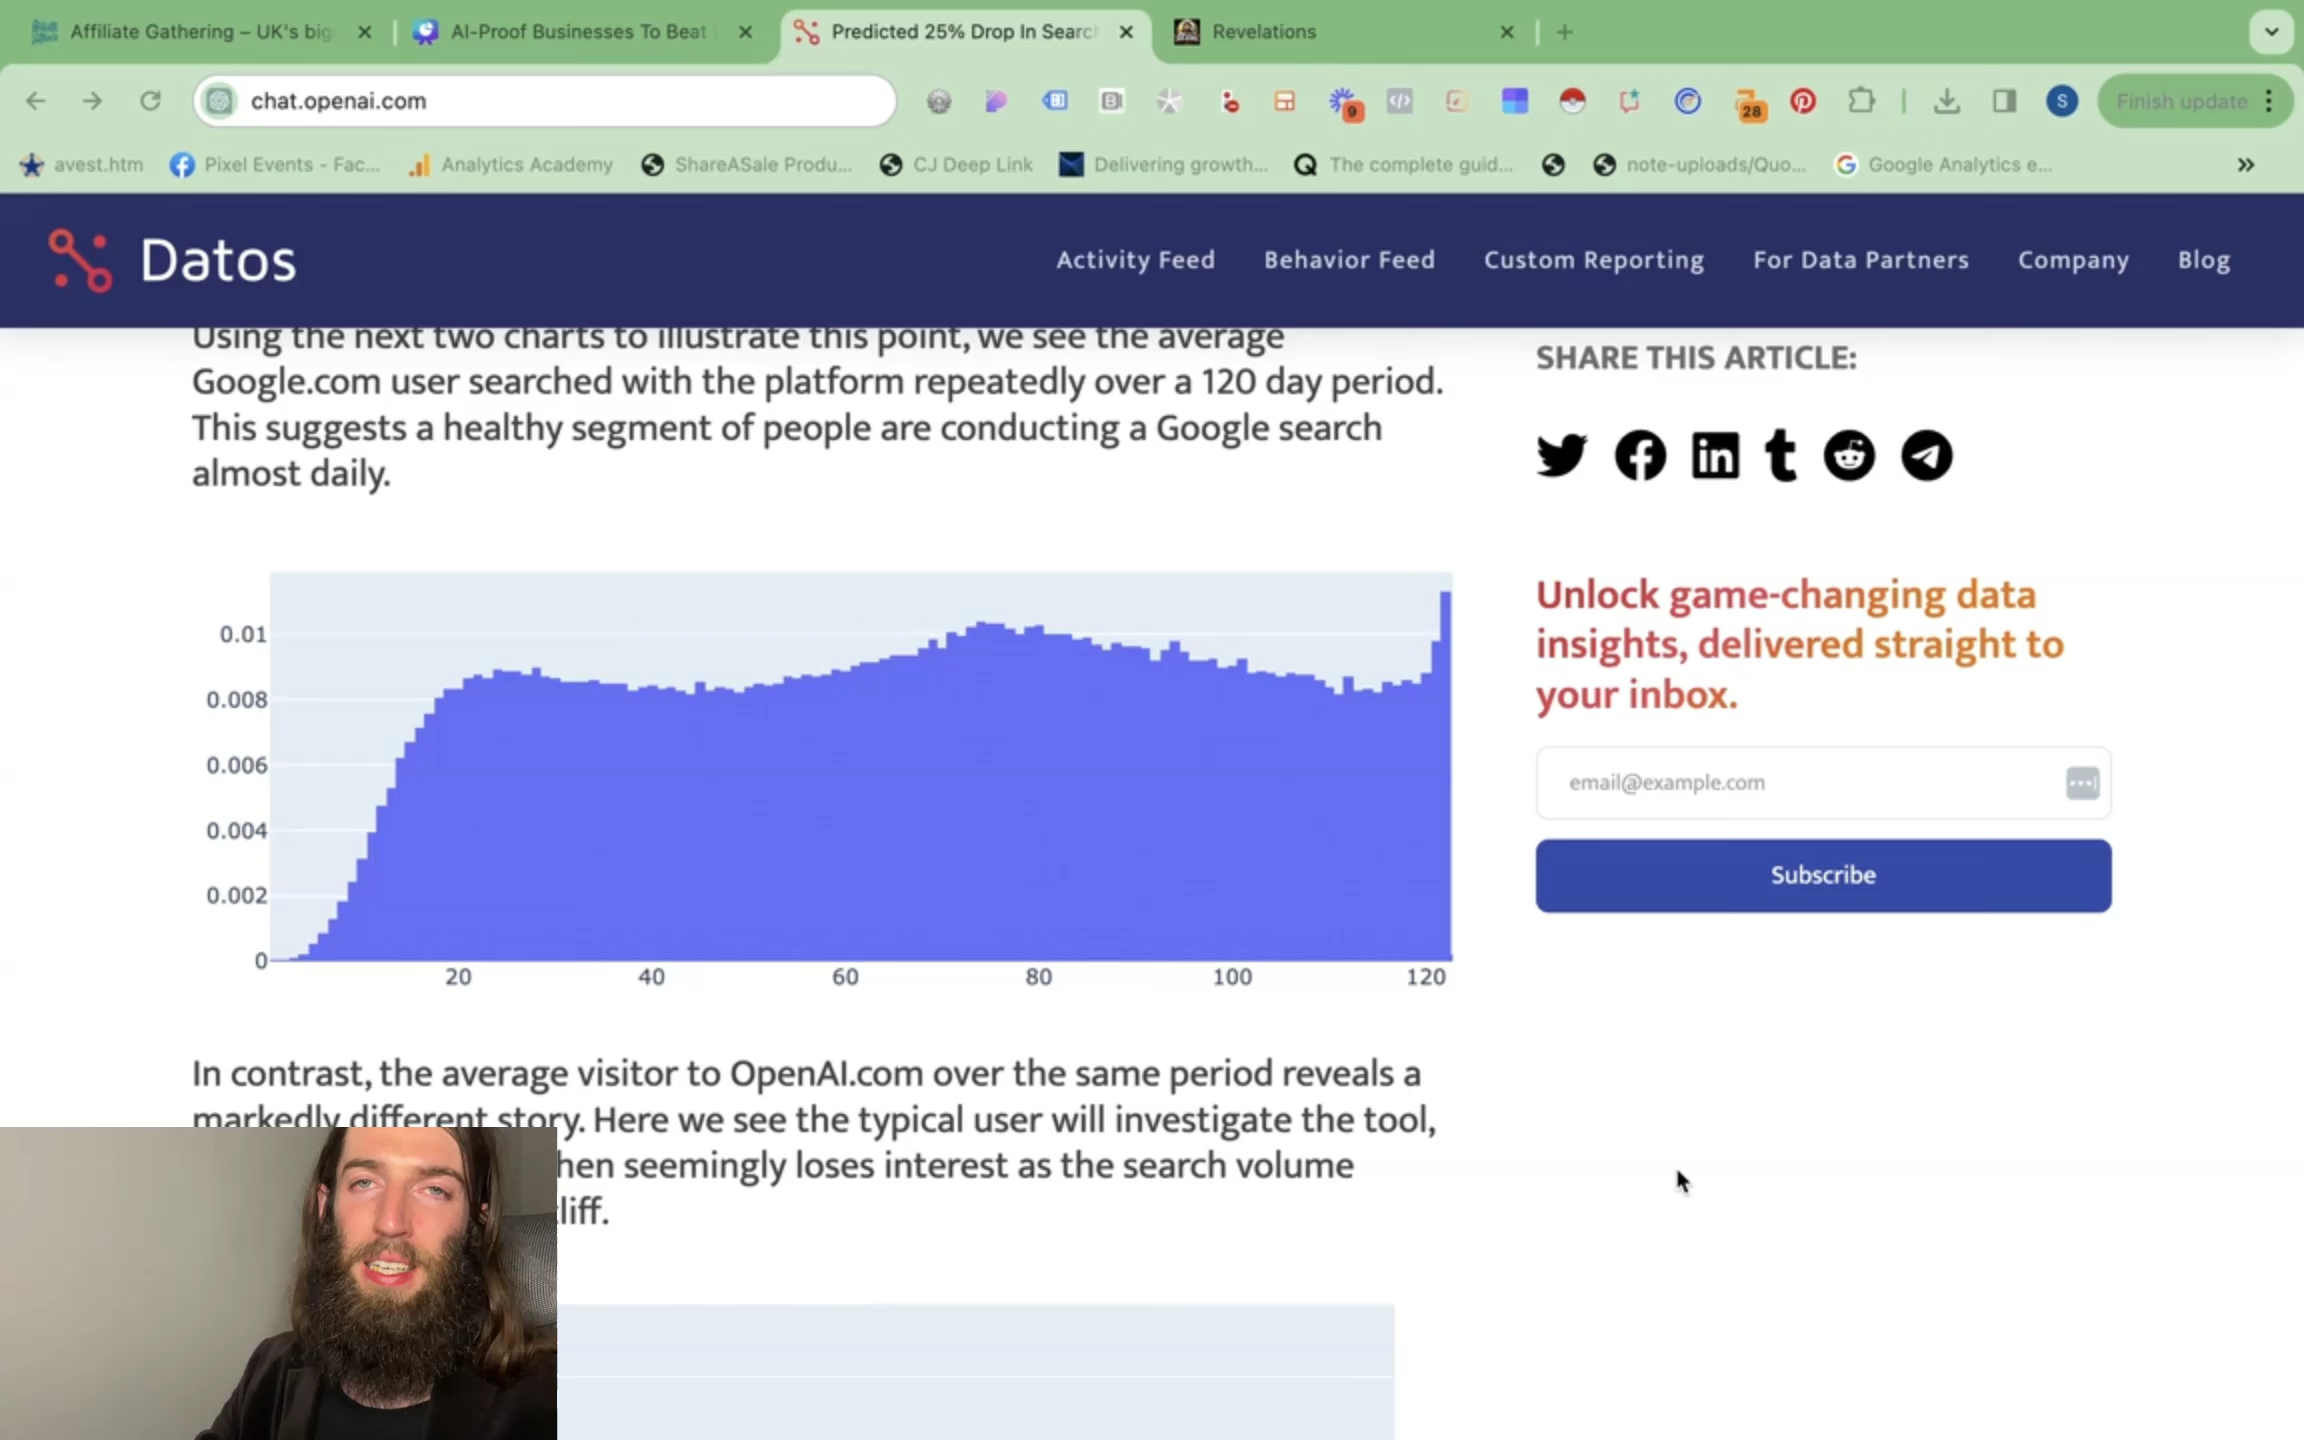 Affiliate Gathering – UK's big
AI-Proof Businesses To Beat
Predicted 25% Drop In Searc
Revelations
chat.openai.com
9
28
S
Finish update
avest.htm
Pixel Events - Fac...
Analytics Academy
ShareASale Produ...
CJ Deep Link
Delivering growth...
The complete guid...
note-uploads/Quo...
Google Analytics e...
Datos
Activity Feed
Behavior Feed
Custom Reporting
For Data Partners
Company
Blog
Using the next two charts to illustrate this point, we see the average
Google.com user searched with the platform repeatedly over a 120 day period.
This suggests a healthy segment of people are conducting a Google search
almost daily.
0.01
0.008
0.006
0.004
0.002
0
20 40 60 80 100 120
In contrast, the average visitor to OpenAI.com over the same period reveals a
markedly different story. Here we see the typical user will investigate the tool,
hen seemingly loses interest as the search volume
liff.
SHARE THIS ARTICLE:
Unlock game-changing data
insights, delivered straight to
your inbox.
email@example.com
Subscribe